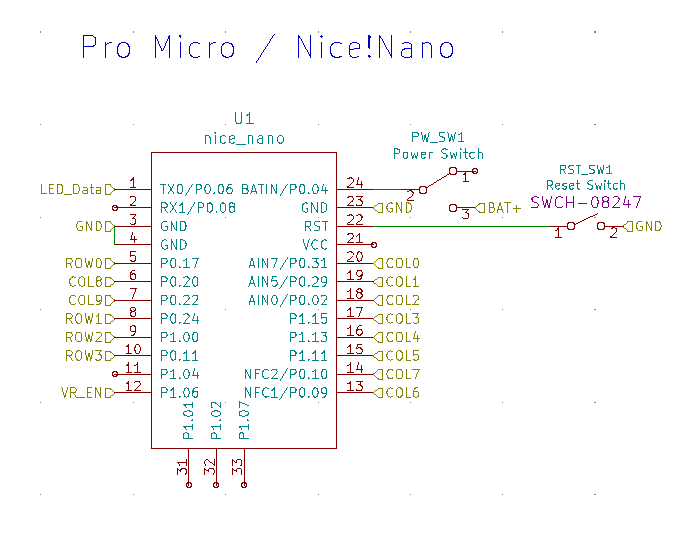 Pro Micro / Nice!Nano
U1
nice_nano
PW_SW1
Power Switch
RST_SW1
Reset Switch
SWCH-08247
LED_Data 1 TX0/P0.06 BATIN/P0.04 24 2 1
2 RX1/P0.08 GND 23 GND 3 BAT+
GND 3 GND RST 22 1 2 GND
4 GND VCC 21
ROW0 5 P0.17 AIN7/P0.31 20 COL0
COL8 6 P0.20 AIN5/P0.29 19 COL1
COL9 7 P0.22 AIN0/P0.02 18 COL2
ROW1 8 P0.24 P1.15 17 COL3
ROW2 9 P1.00 P1.13 16 COL4
ROW3 10 P0.11 P1.11 15 COL5
11 P1.04 NFC2/P0.10 14 COL7
VR_EN 12 P1.06 NFC1/P0.09 13 COL6
P1.01 P1.02 P1.07
31 32 33